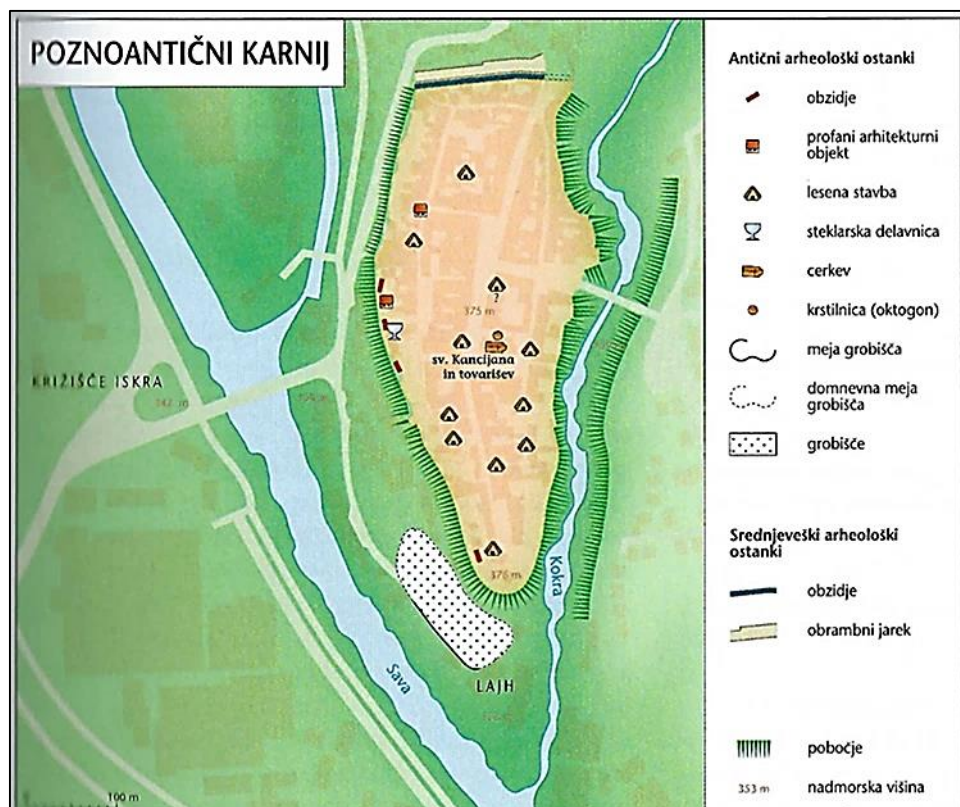 POZNOANTIČNI KARNIJ
375 m
sv. Kancijana
in tovarišev
KRIŽIŠČE ISKRA
376 m
Kokra
Sava
LAJH
100 m
Antični arheološki ostanki
obzidje
profani arhitekturni
objekt
lesena stavba
steklarska delavnica
cerkev
krstilnica (oktogon)
meja grobišča
domnevna meja
grobišča
grobišče
Srednjeveški arheološki
ostanki
obzidje
obrambni jarek
pobočje
353 m
nadmorska višina
?